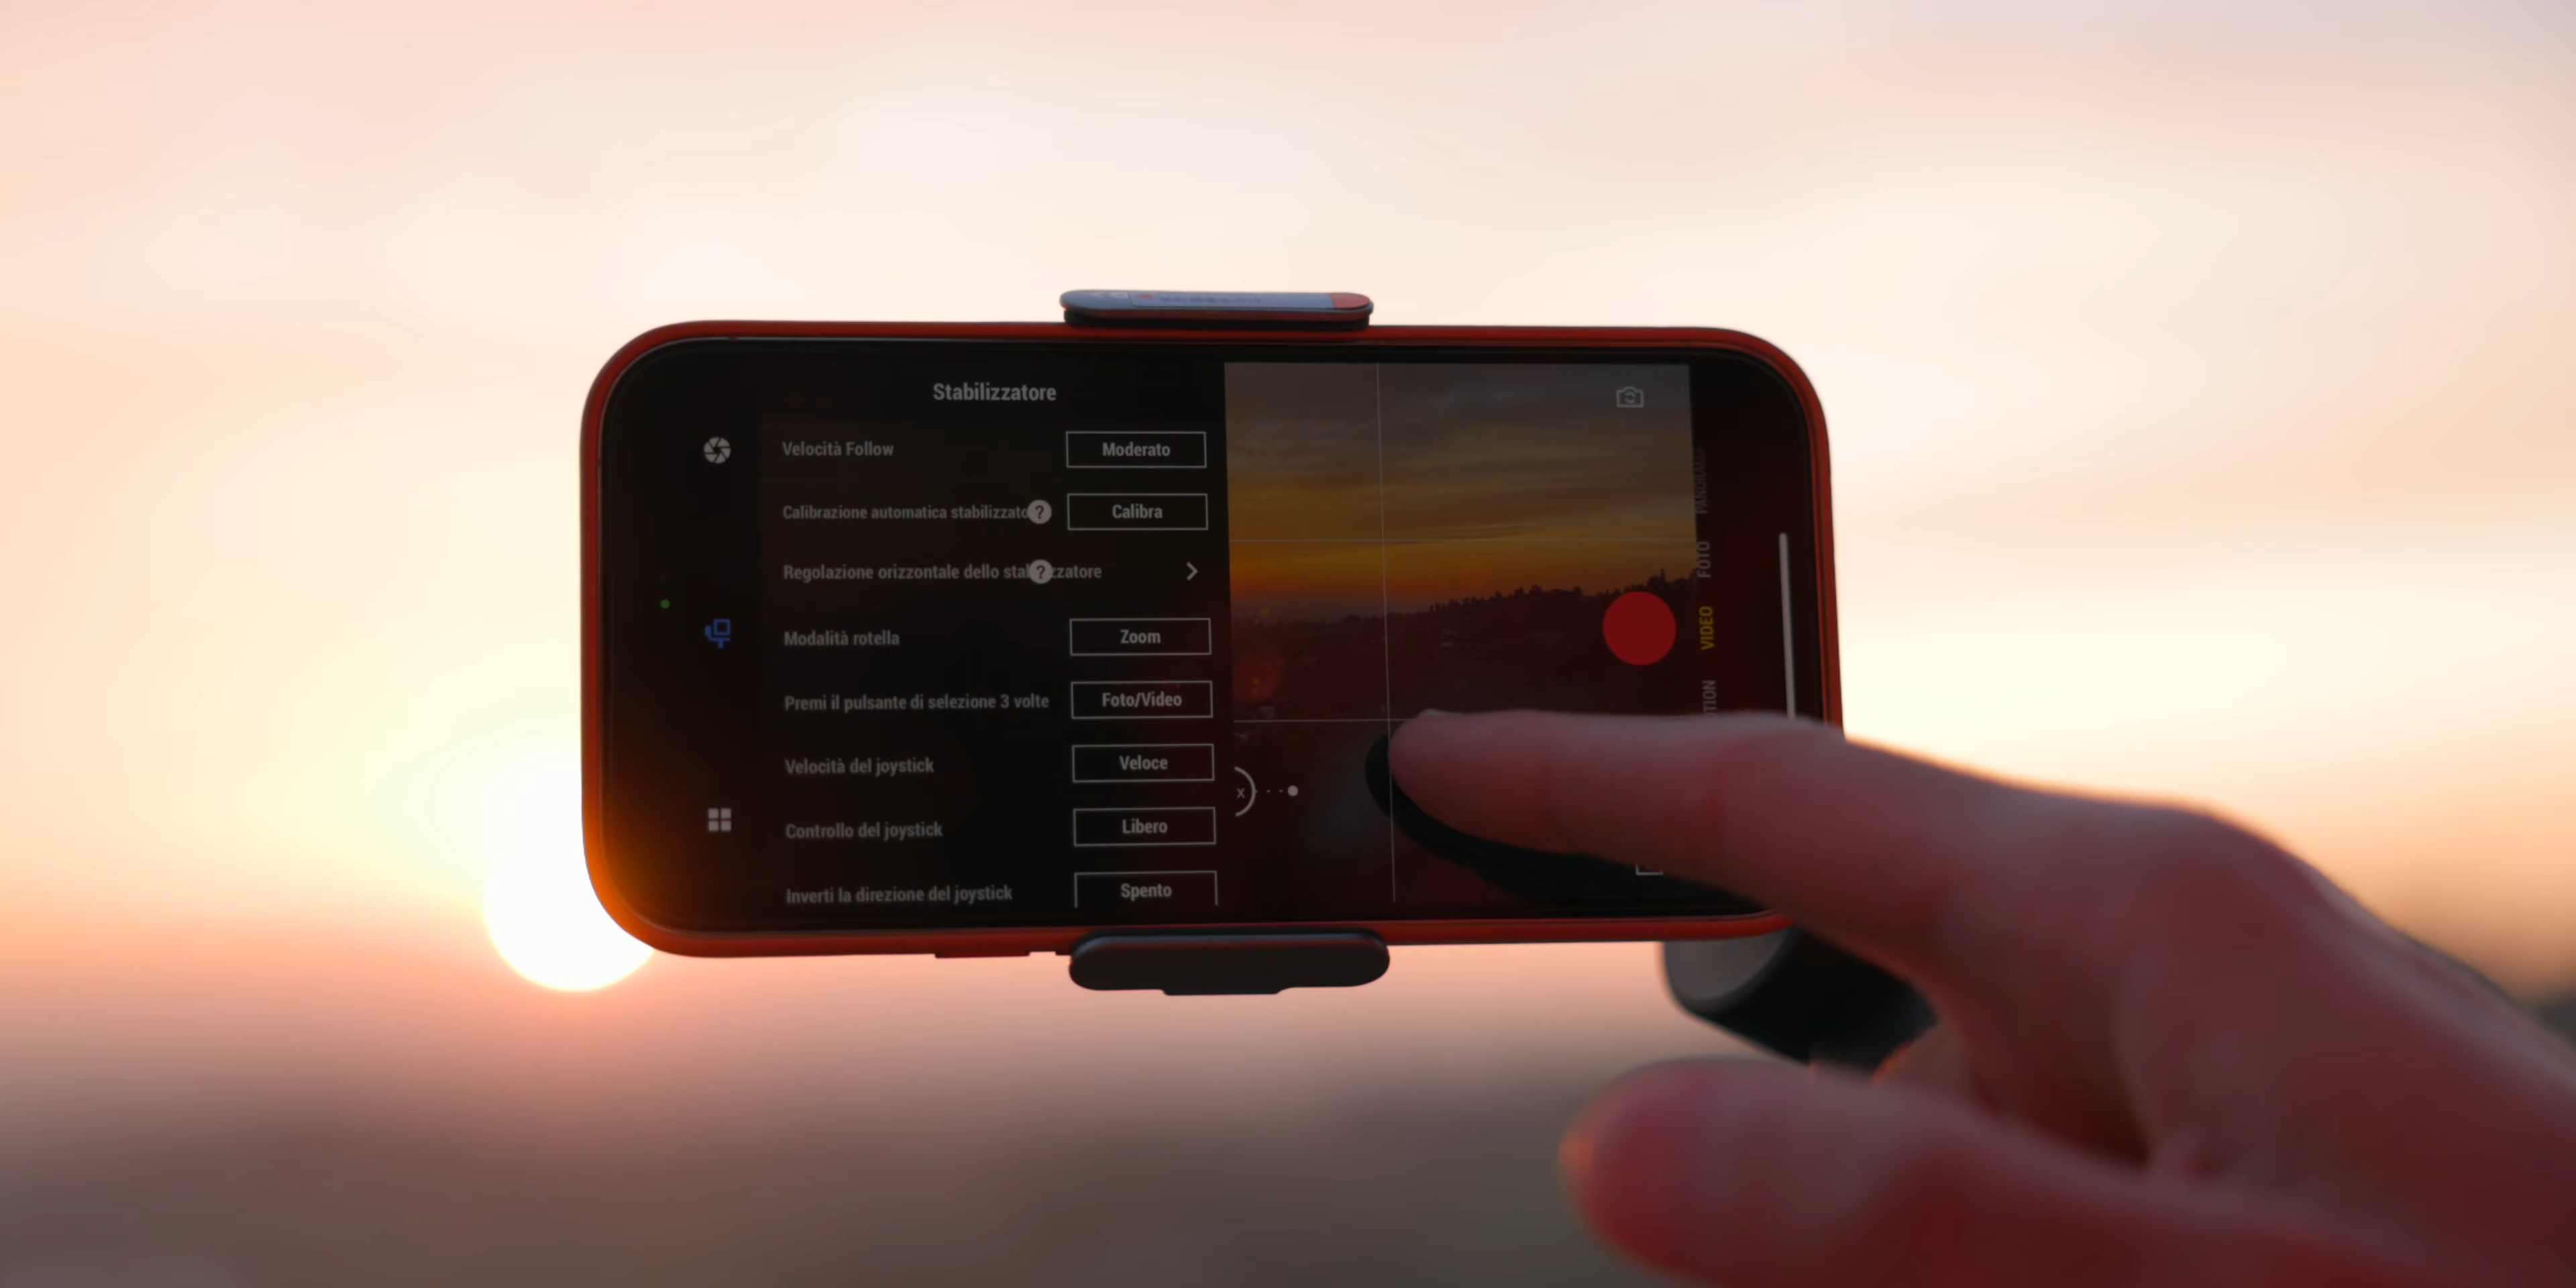 Stabilizzatore
Velocità Follow Moderato
Calibrazione automatica stabilizzato ? Calibra
Regolazione orizzontale dello stabi ? zzatore
Modalità rotella Zoom
Premi il pulsante di selezione 3 volte Foto/Video
Velocità del joystick Veloce
Controllo del joystick Libero
Inverti la direzione del joystick Spento
x
PANORAMA
FOTO
VIDEO